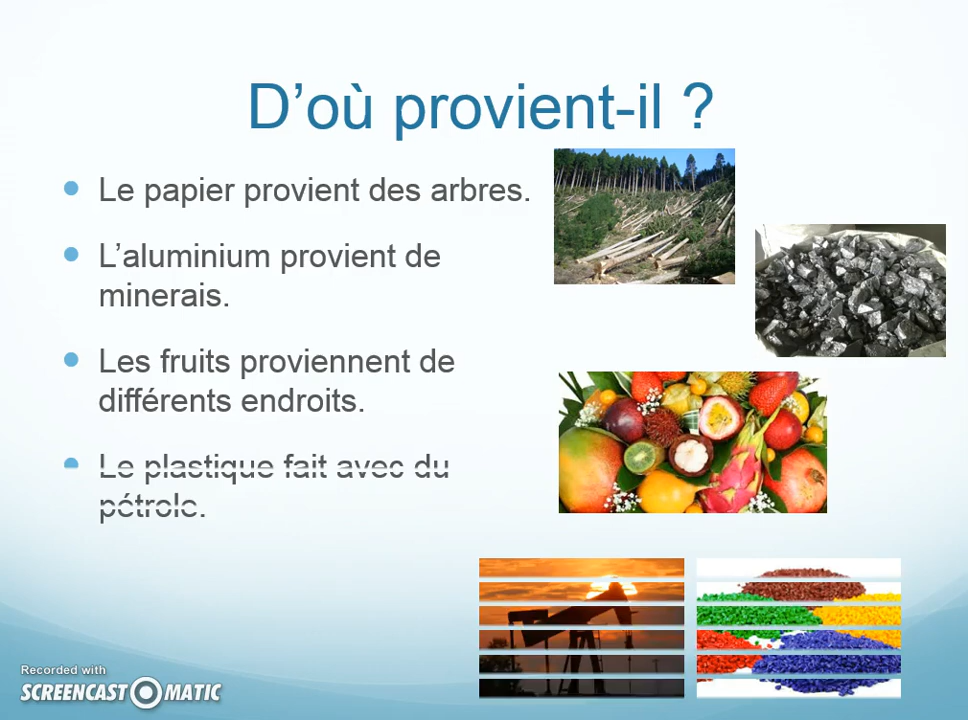 D’où provient-il ?
Le papier provient des arbres.
L’aluminium provient de
minerais.
Les fruits proviennent de
différents endroits.
Le plastique fait avec du
pétrole.
Recorded with
SCREENCAST O MATIC